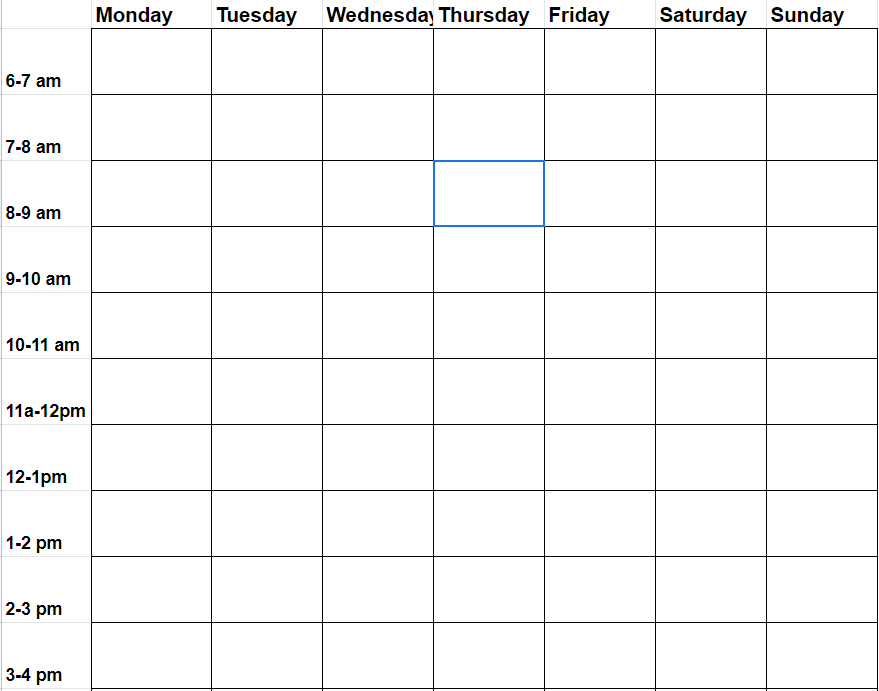 Monday Tuesday Wednesday Thursday Friday Saturday Sunday
6-7 am
7-8 am
8-9 am
9-10 am
10-11 am
11a-12pm
12-1pm
1-2 pm
2-3 pm
3-4 pm